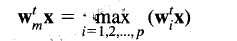 w_m^t x = max_{i=1,2,...,p} (w_i^t x)